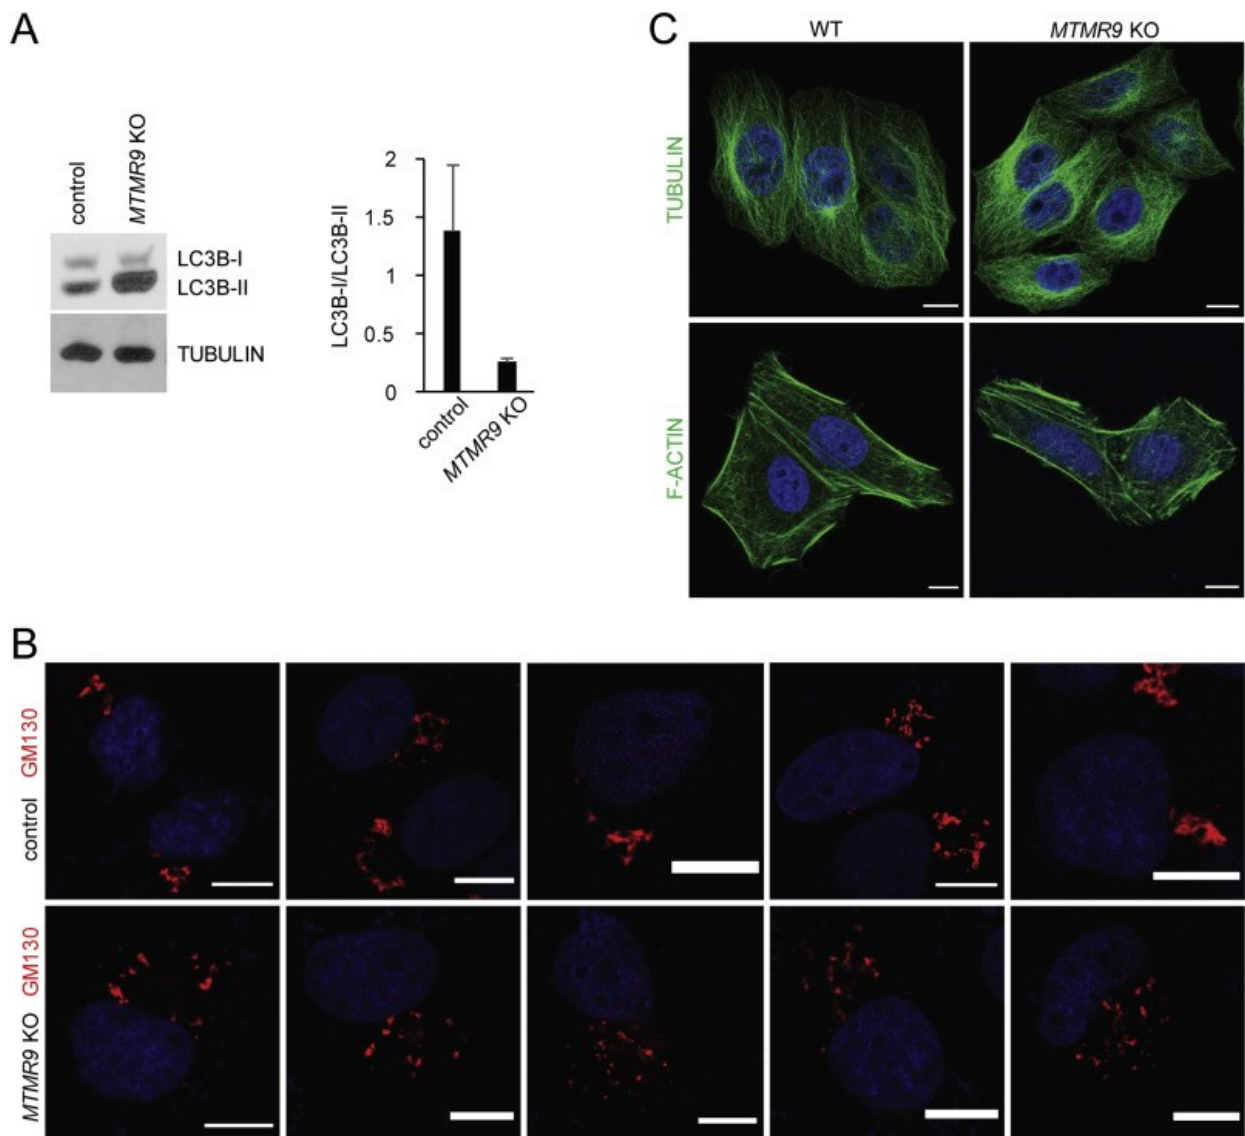 A
control
MTMR9 KO
LC3B-I
LC3B-II
TUBULIN
LC3B-I/LC3B-II
2
1.5
1
0.5
0
control
MTMR9 KO
C
WT
MTMR9 KO
TUBULIN
F-ACTIN
B
control GM130
MTMR9 KO GM130